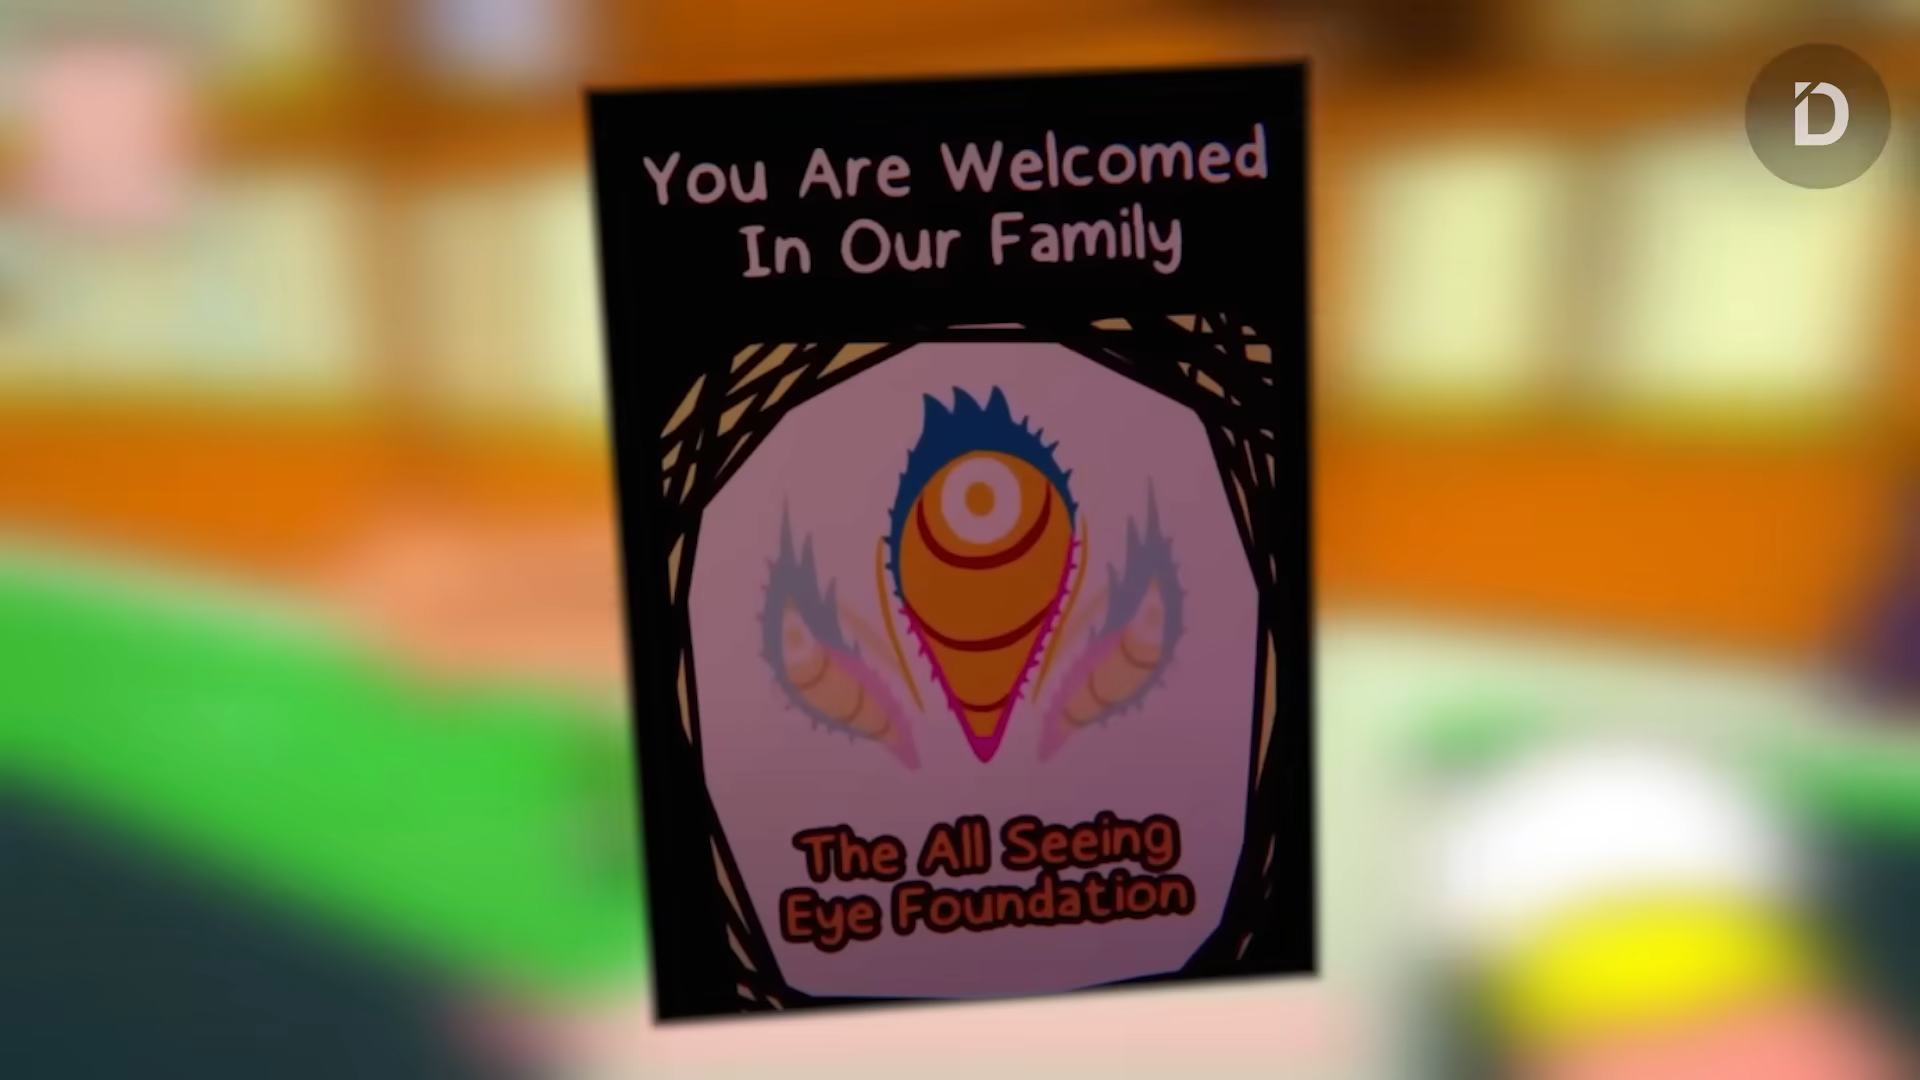 You Are Welcomed
In Our Family
The All Seeing
Eye Foundation
D